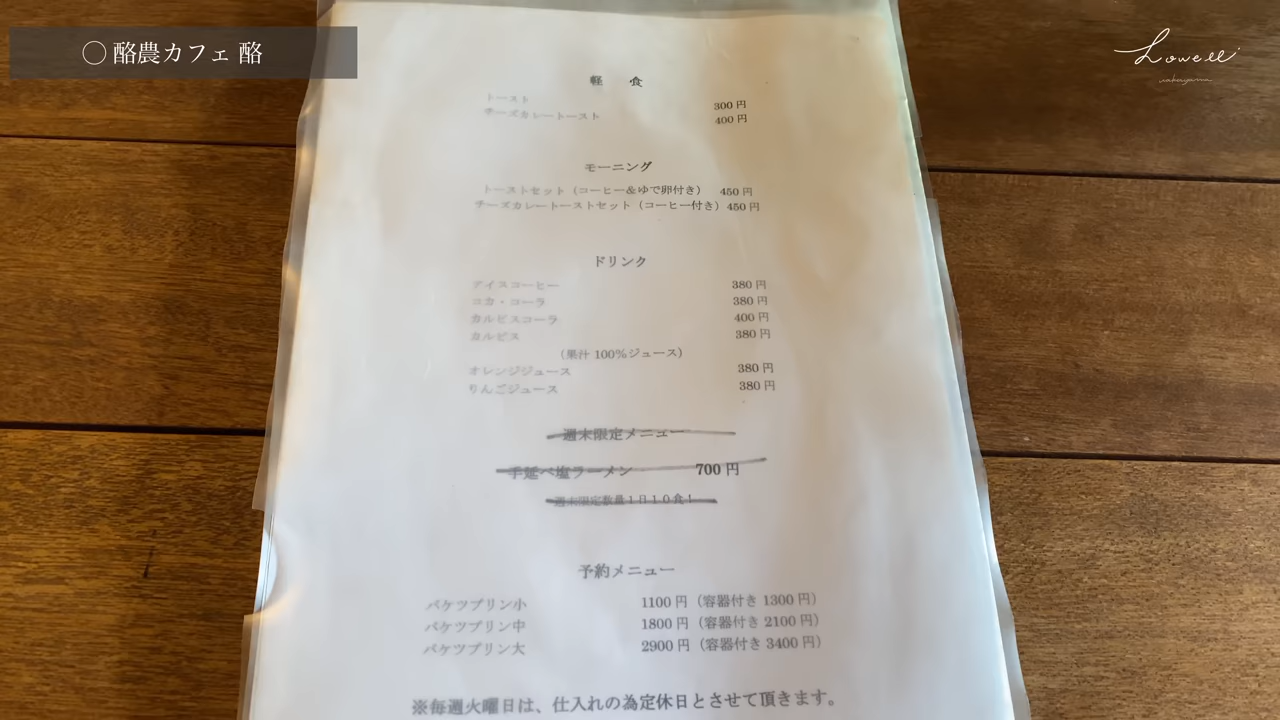 ◯ 酪農カフェ 酪
Lowell
wakayama
軽 食
トースト 300円
チーズカレートースト 400円
モーニング
トーストセット（コーヒー&ゆで卵付き） 450円
チーズカレートーストセット（コーヒー付き）450円
ドリンク
アイスコーヒー 380円
コカ・コーラ 380円
カルピスコーラ 400円
カルピス 380円
（果汁 100%ジュース）
オレンジジュース 380円
りんごジュース 380円
週末限定メニュー
手延べ塩ラーメン 700円
週末限定数量1日10食！
予約メニュー
バケツプリン小 1100円（容器付き 1300円）
バケツプリン中 1800円（容器付き 2100円）
バケツプリン大 2900円（容器付き 3400円）
※毎週火曜日は、仕入れの為定休日とさせて頂きます。